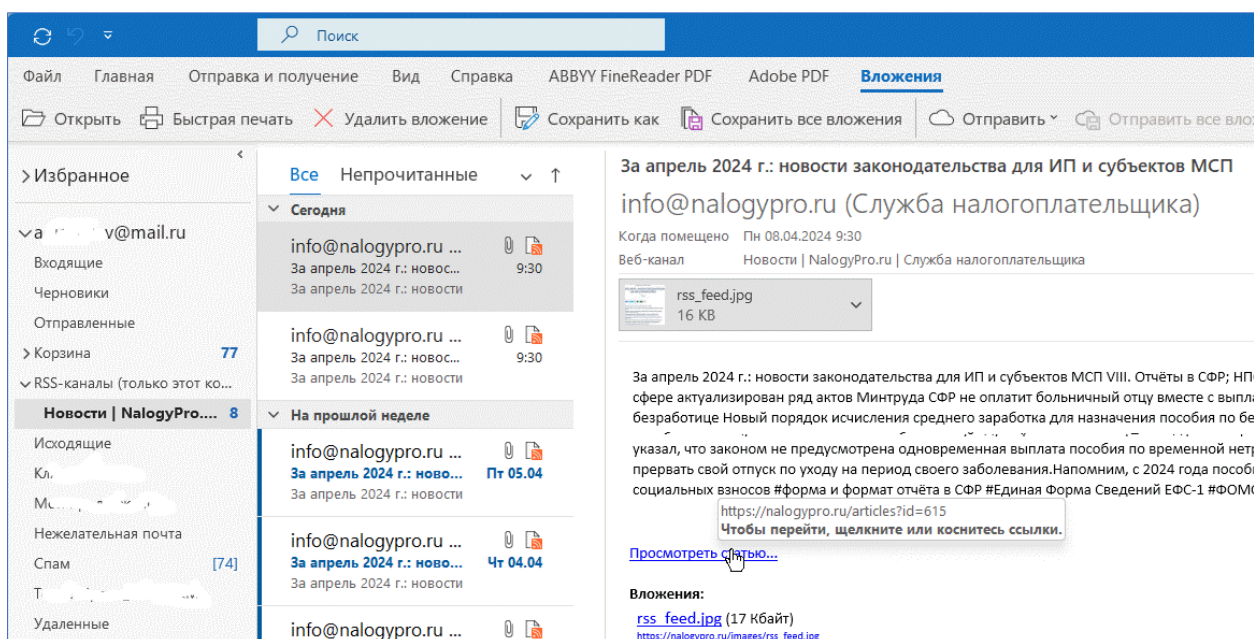 Поиск
Файл Главная Отправка и получение Вид Справка ABBYY FineReader PDF Adobe PDF Вложения
Открыть Быстрая печать Удалить вложение Сохранить как Сохранить все вложения Отправить Отправить все вло
Избранное
v@mail.ru
Входящие
Черновики
Отправленные
Корзина 77
RSS-каналы (только этот ко...
Новости | NalogyPro.... 8
Исходящие
Нежелательная почта
Спам [74]
Удаленные
Все Непрочитанные
Сегодня
info@nalogypro.ru ...
За апрель 2024 г.: новос... 9:30
За апрель 2024 г.: новости
info@nalogypro.ru ...
За апрель 2024 г.: новос... 9:30
За апрель 2024 г.: новости
На прошлой неделе
info@nalogypro.ru ...
За апрель 2024 г.: ново... Пт 05.04
За апрель 2024 г.: новости
info@nalogypro.ru ...
За апрель 2024 г.: ново... Чт 04.04
За апрель 2024 г.: новости
info@nalogypro.ru ...
За апрель 2024 г.: новости законодательства для ИП и субъектов МСП
info@nalogypro.ru (Служба налогоплательщика)
Когда помещено Пн 08.04.2024 9:30
Веб-канал Новости | NalogyPro.ru | Служба налогоплательщика
rss_feed.jpg
16 KB
За апрель 2024 г.: новости законодательства для ИП и субъектов МСП VIII. Отчёты в СФР; НП
сфере актуализирован ряд актов Минтруда СФР не оплатит больничный отцу вместе с выпл
безработице Новый порядок исчисления среднего заработка для назначения пособия по бе
указал, что законом не предусмотрена одновременная выплата пособия по временной нетр
прервать свой отпуск по уходу на период своего заболевания.Напомним, с 2024 года пособ
социальных взносов #форма и формат отчёта в СФР #Единая Форма Сведений ЕФС-1 #ФОМ
https://nalogypro.ru/articles?id=615
Чтобы перейти, щелкните или коснитесь ссылки.
Просмотреть статью...
Вложения:
rss_feed.jpg (17 Кбайт)
https://nalogypro.ru/images/rss_feed.jpg